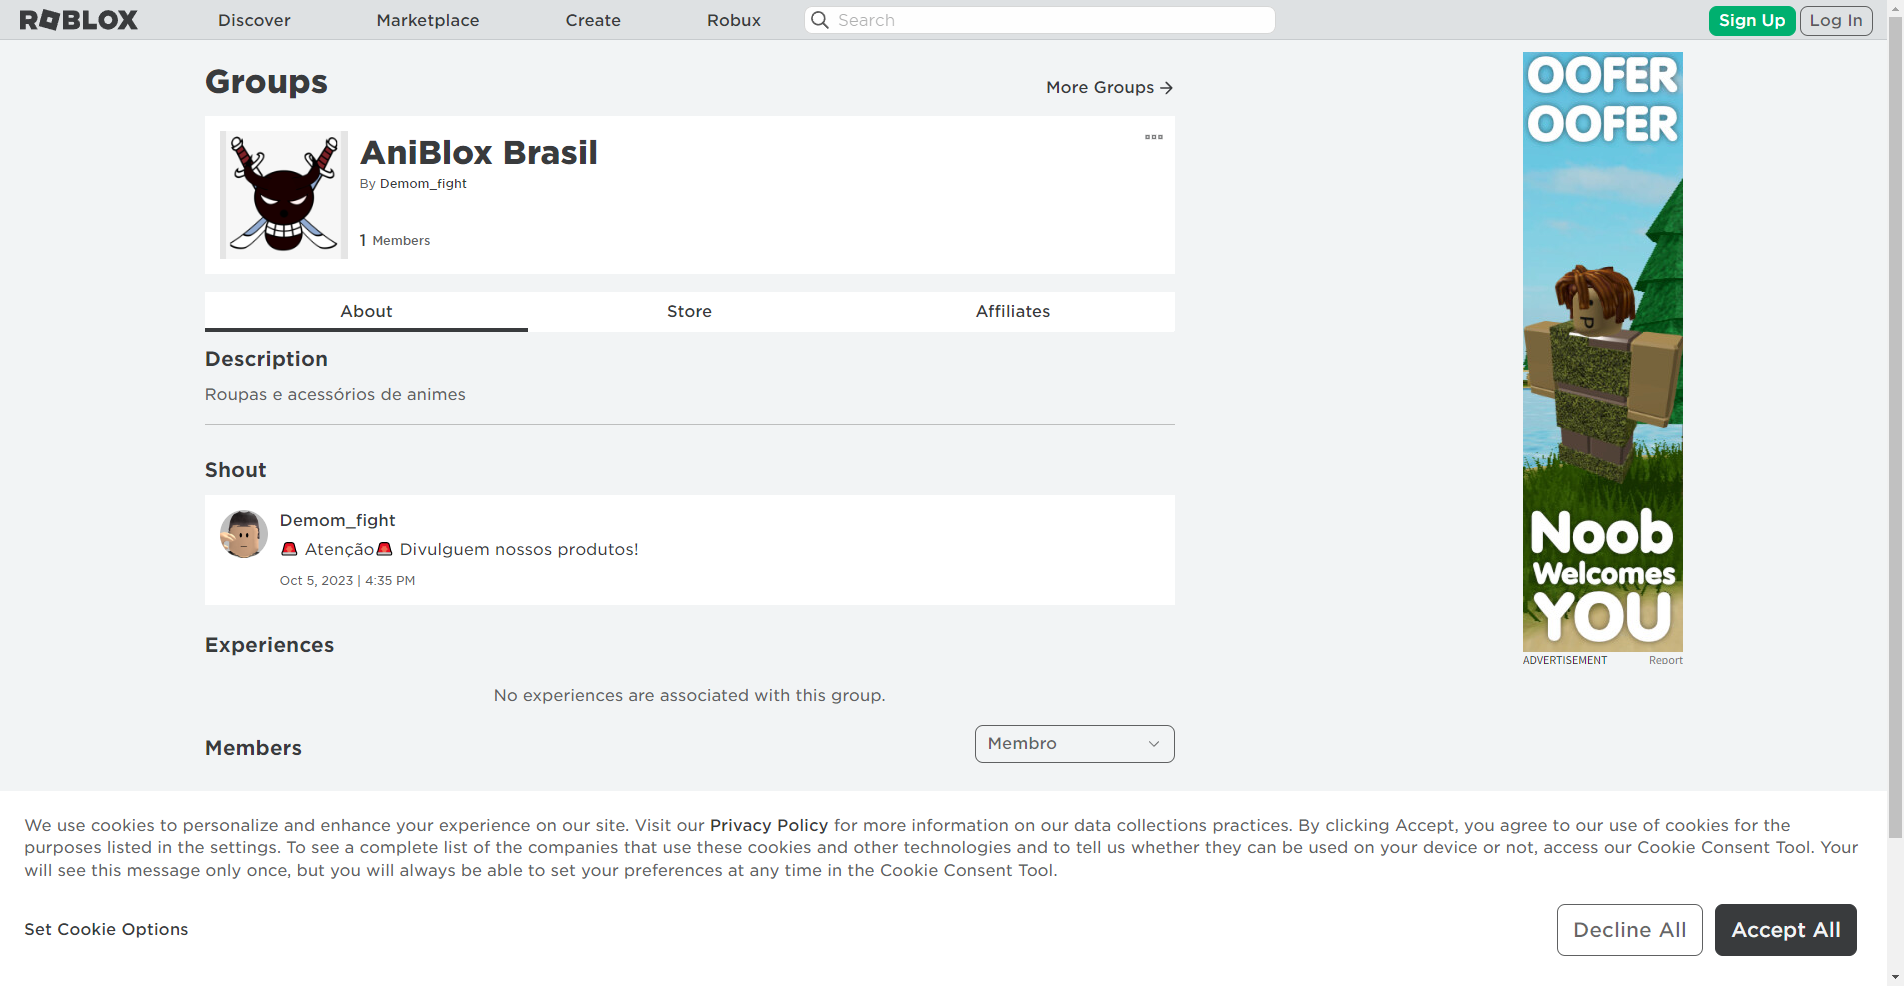 ROBLOX
Discover
Marketplace
Create
Robux
Search
Sign Up
Log In
Groups
More Groups
AniBlox Brasil
By Demom_fight
1 Members
About
Store
Affiliates
Description
Roupas e acessórios de animes
Shout
Demom_fight
🚨 Atenção🚨 Divulguem nossos produtos!
Oct 5, 2023 | 4:35 PM
Experiences
No experiences are associated with this group.
Members
Membro
OOFER
OOFER
Noob
Welcomes
YOU
ADVERTISEMENT
Report
We use cookies to personalize and enhance your experience on our site. Visit our Privacy Policy for more information on our data collections practices. By clicking Accept, you agree to our use of cookies for the
purposes listed in the settings. To see a complete list of the companies that use these cookies and other technologies and to tell us whether they can be used on your device or not, access our Cookie Consent Tool. Your
will see this message only once, but you will always be able to set your preferences at any time in the Cookie Consent Tool.
Set Cookie Options
Decline All
Accept All